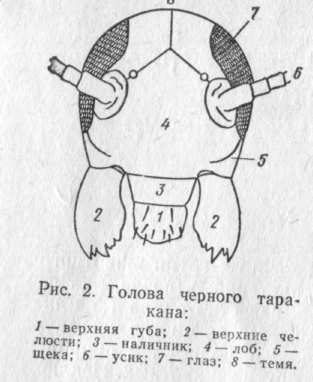 8
7
6
4
5
3
2
1
2
Рис. 2. Голова черного тара-
кана:
1 — верхняя губа; 2 — верхние че-
люсти; 3 — наличник; 4 — лоб; 5 —
щека; 6 — усик; 7 — глаз; 8 — темя.